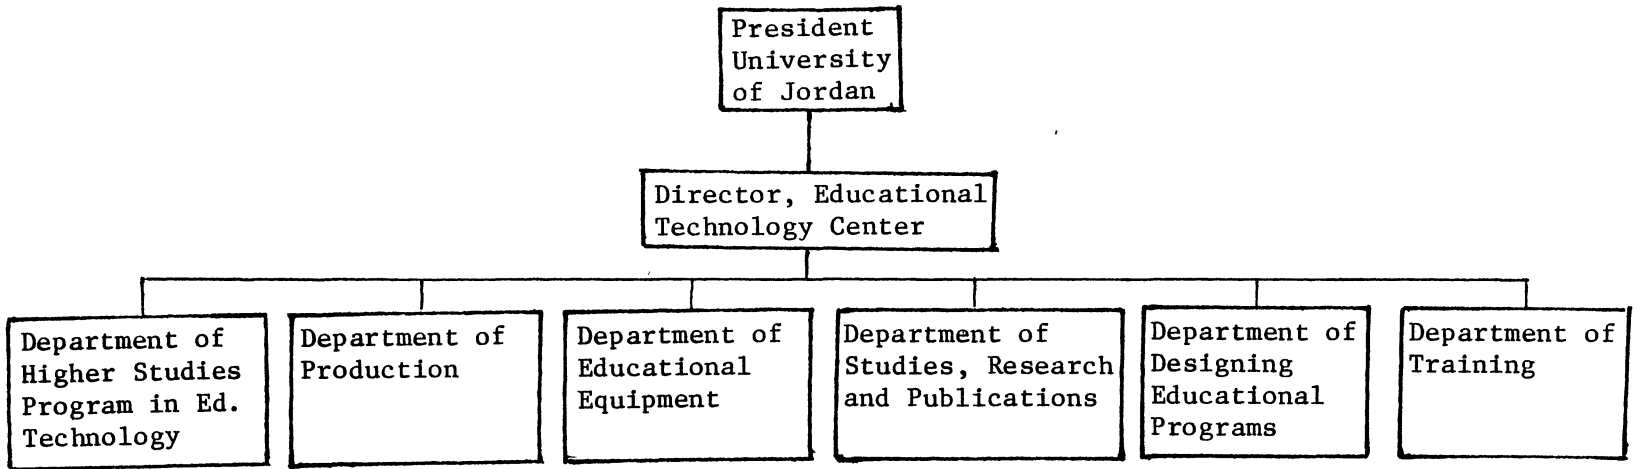 President
University
of Jordan
Director, Educational
Technology Center
Department of
Higher Studies
Program in Ed.
Technology
Department of
Production
Department of
Educational
Equipment
Department of
Studies, Research
and Publications
Department of
Designing
Educational
Programs
Department of
Training